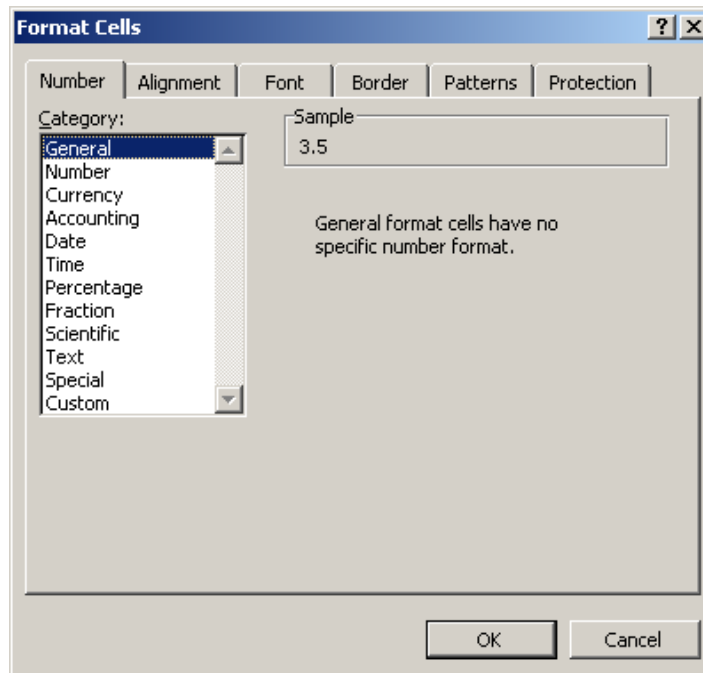 Format Cells
Number Alignment Font Border Patterns Protection
Category:
General
Number
Currency
Accounting
Date
Time
Percentage
Fraction
Scientific
Text
Special
Custom
Sample
3.5
General format cells have no
specific number format.
OK Cancel